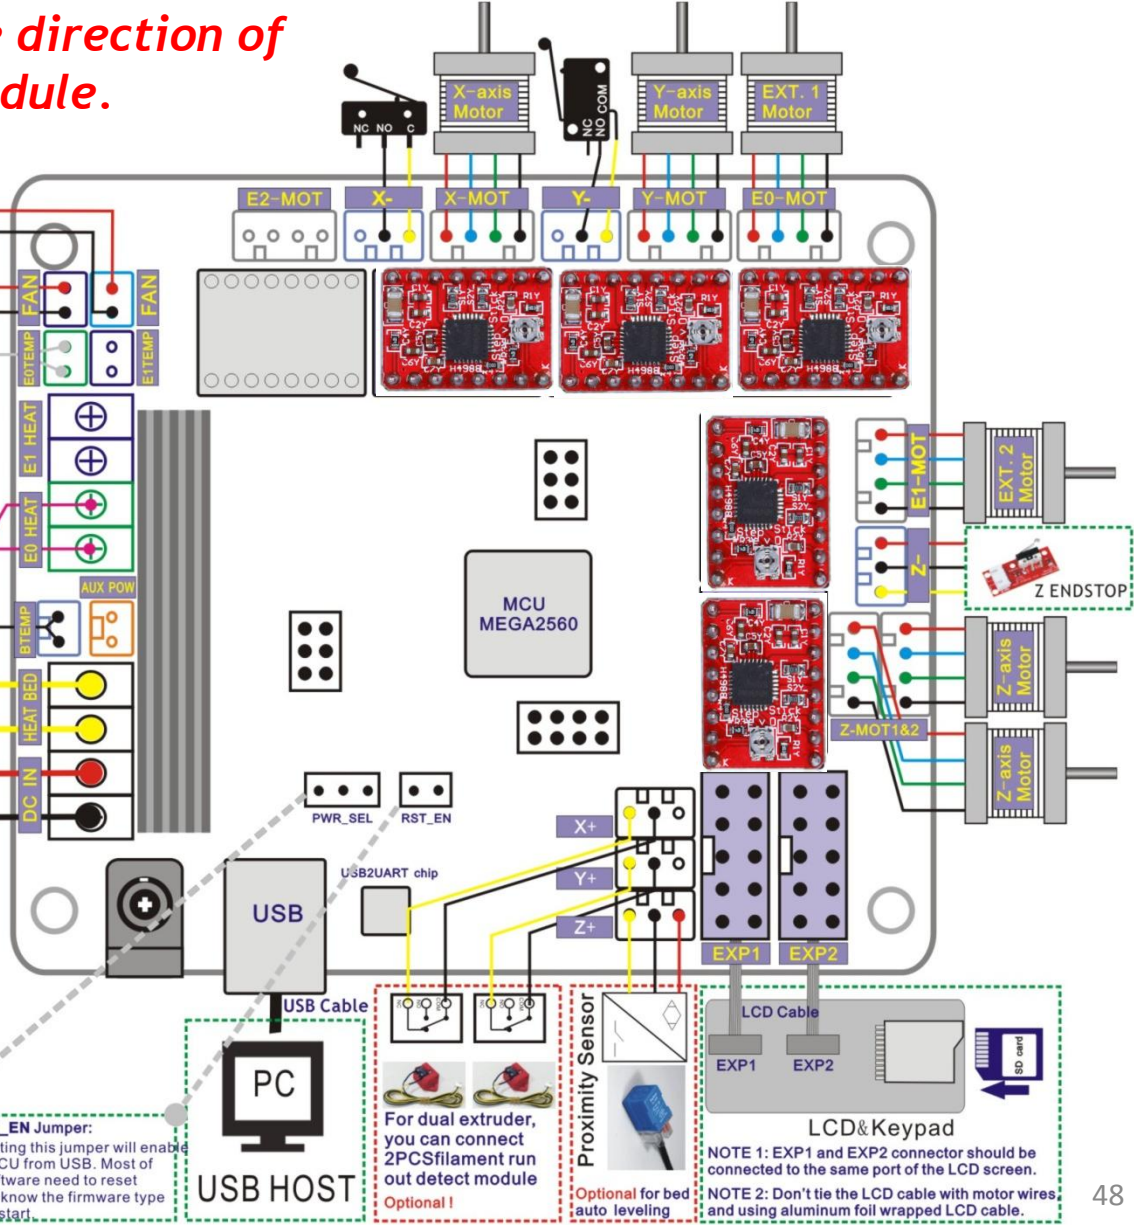 e direction of
dule.
X-axis
Motor
Y-axis
Motor
EXT. 1
Motor
NC NO C
NC
NO COM
E2-MOT
X-
X-MOT
Y-
Y-MOT
E0-MOT
FAN
FAN
E0TEMP
E1TEMP
E1 HEAT
E0 HEAT
AUX POW
BTEMP
HEAT BED
DC IN
E1-MOT
EXT. 2
Motor
Z-
Z ENDSTOP
MCU
MEGA2560
Z-axis
Motor
Z-MOT1&2
Z-axis
Motor
PWR_SEL
RST_EN
X+
Y+
Z+
USB2UART chip
USB
EXP1
EXP2
USB Cable
PC
USB HOST
_EN Jumper:
ting this jumper will enable
CU from USB. Most of
ftware need to reset
know the firmware type
start.
For dual extruder,
you can connect
2PCSfilament run
out detect module
Optional !
Proximity Sensor
Optional for bed
auto leveling
LCD Cable
EXP1
EXP2
SD card
LCD&Keypad
NOTE 1: EXP1 and EXP2 connector should be
connected to the same port of the LCD screen.
NOTE 2: Don't tie the LCD cable with motor wires
and using aluminum foil wrapped LCD cable.
48